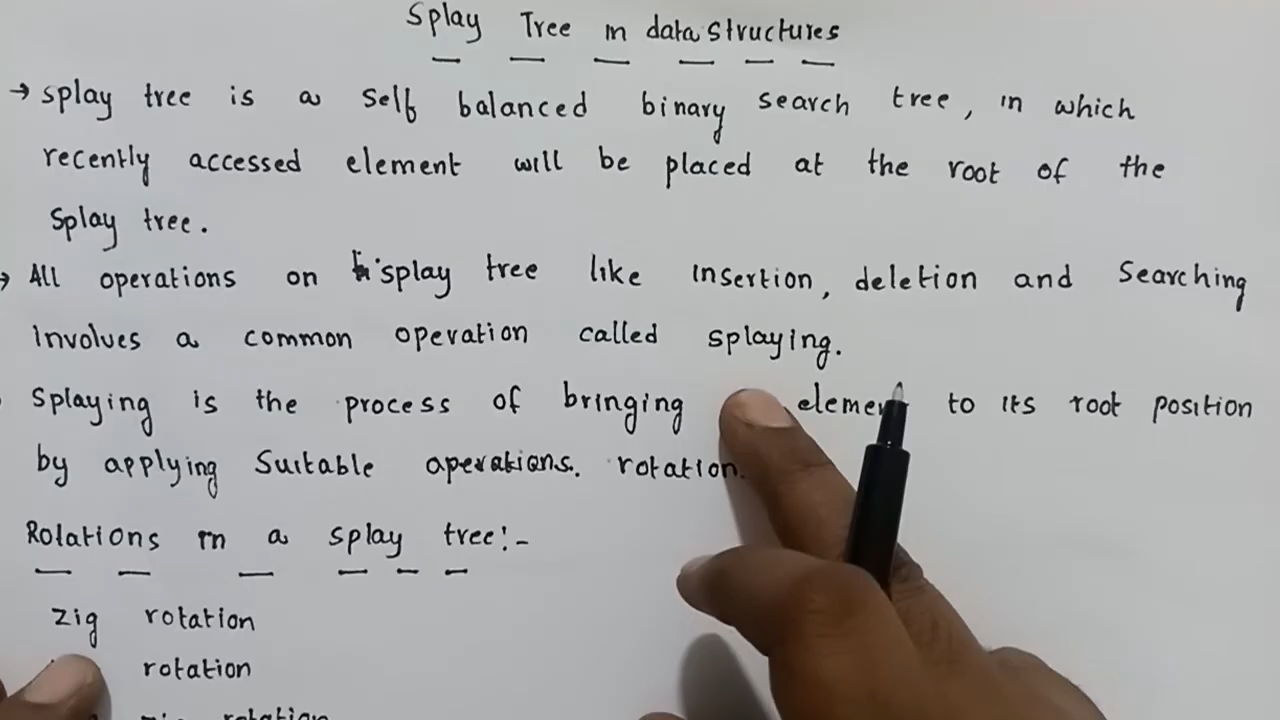 Splay Tree in data structures
→ splay tree is a self balanced binary search tree, in which
recently accessed element will be placed at the root of the
Splay tree.
→ All operations on splay tree like insertion, deletion and searching
involves a common operation called splaying.
Splaying is the process of bringing element to its root position
by applying suitable operations. rotation.
Rotations in a splay tree:-
zig rotation
rotation
rotation